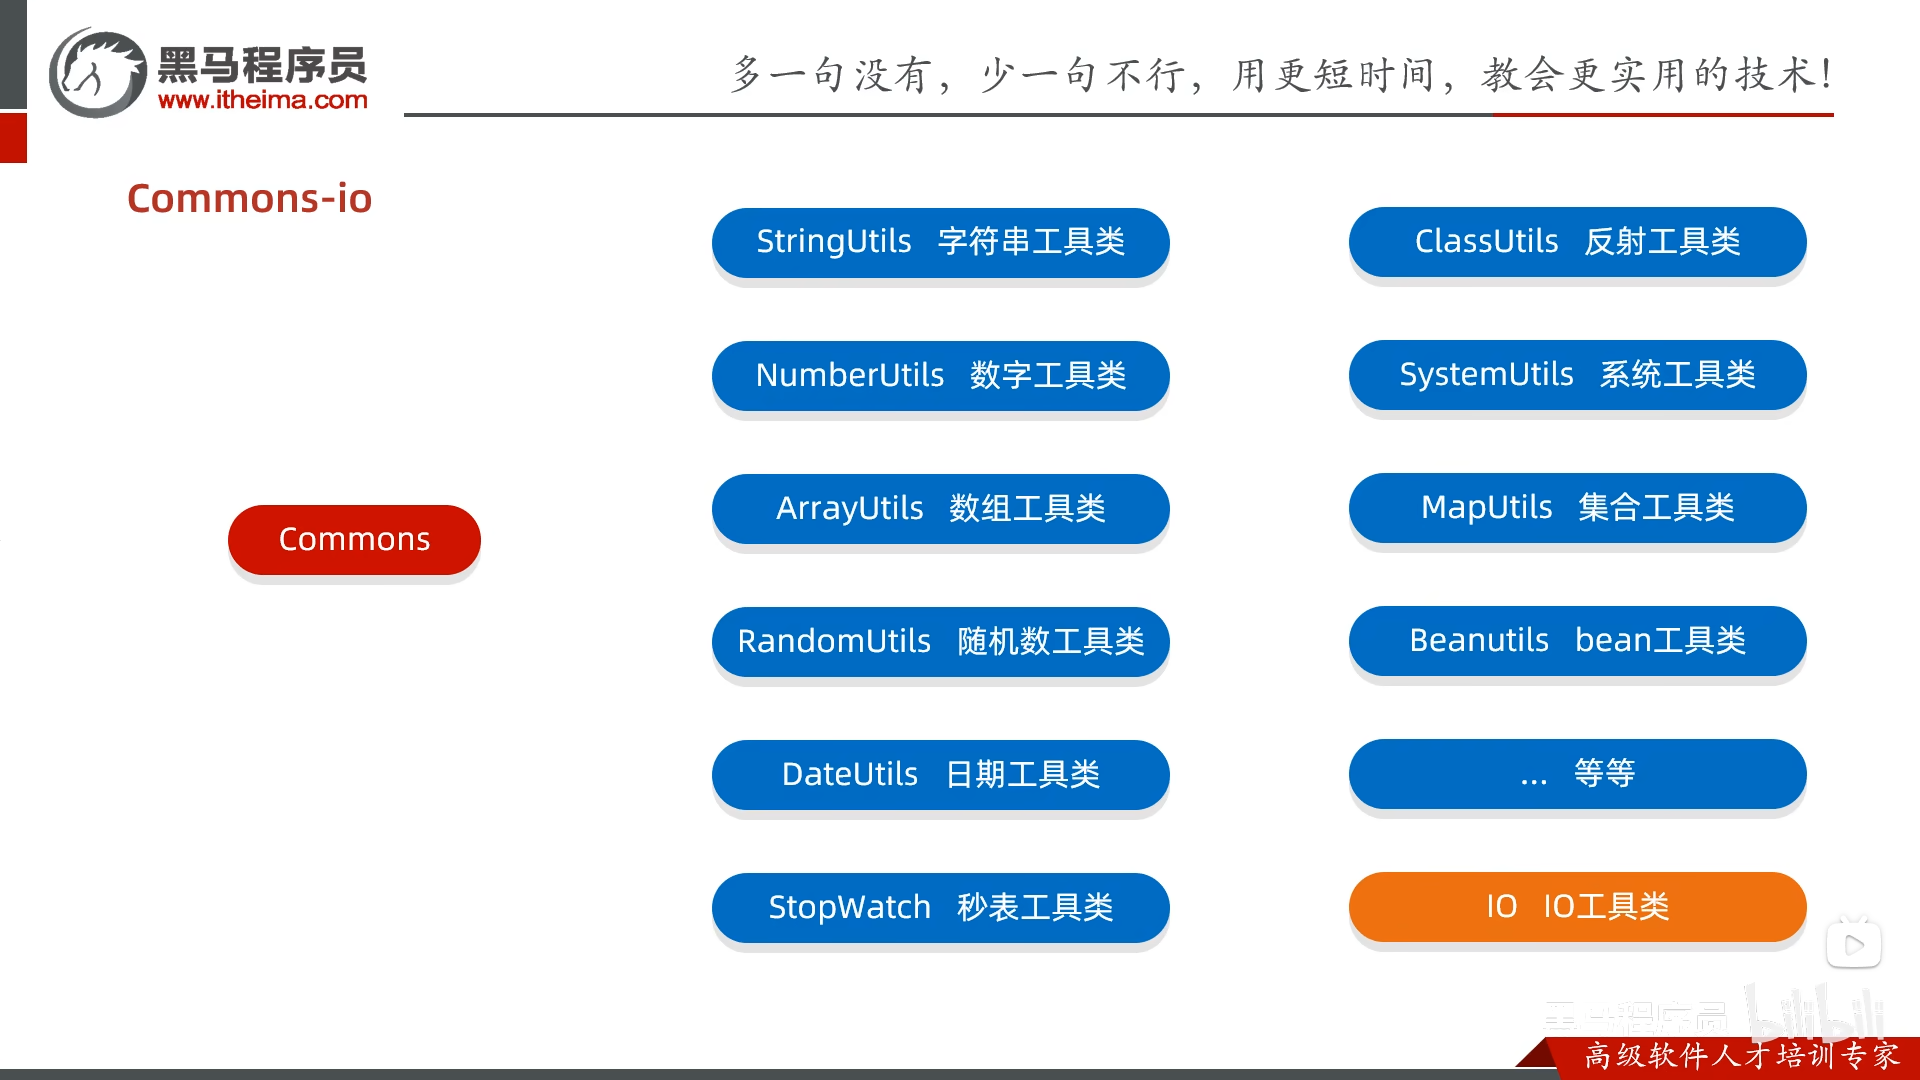 黑马程序员
www.itheima.com
多一句没有，少一句不行，用更短时间，教会更实用的技术！
Commons-io
Commons
StringUtils 字符串工具类
NumberUtils 数字工具类
ArrayUtils 数组工具类
RandomUtils 随机数工具类
DateUtils 日期工具类
StopWatch 秒表工具类
ClassUtils 反射工具类
SystemUtils 系统工具类
MapUtils 集合工具类
Beanutils bean工具类
... 等等
IO IO工具类
黑马程序员 bilibili
高级软件人才培训专家